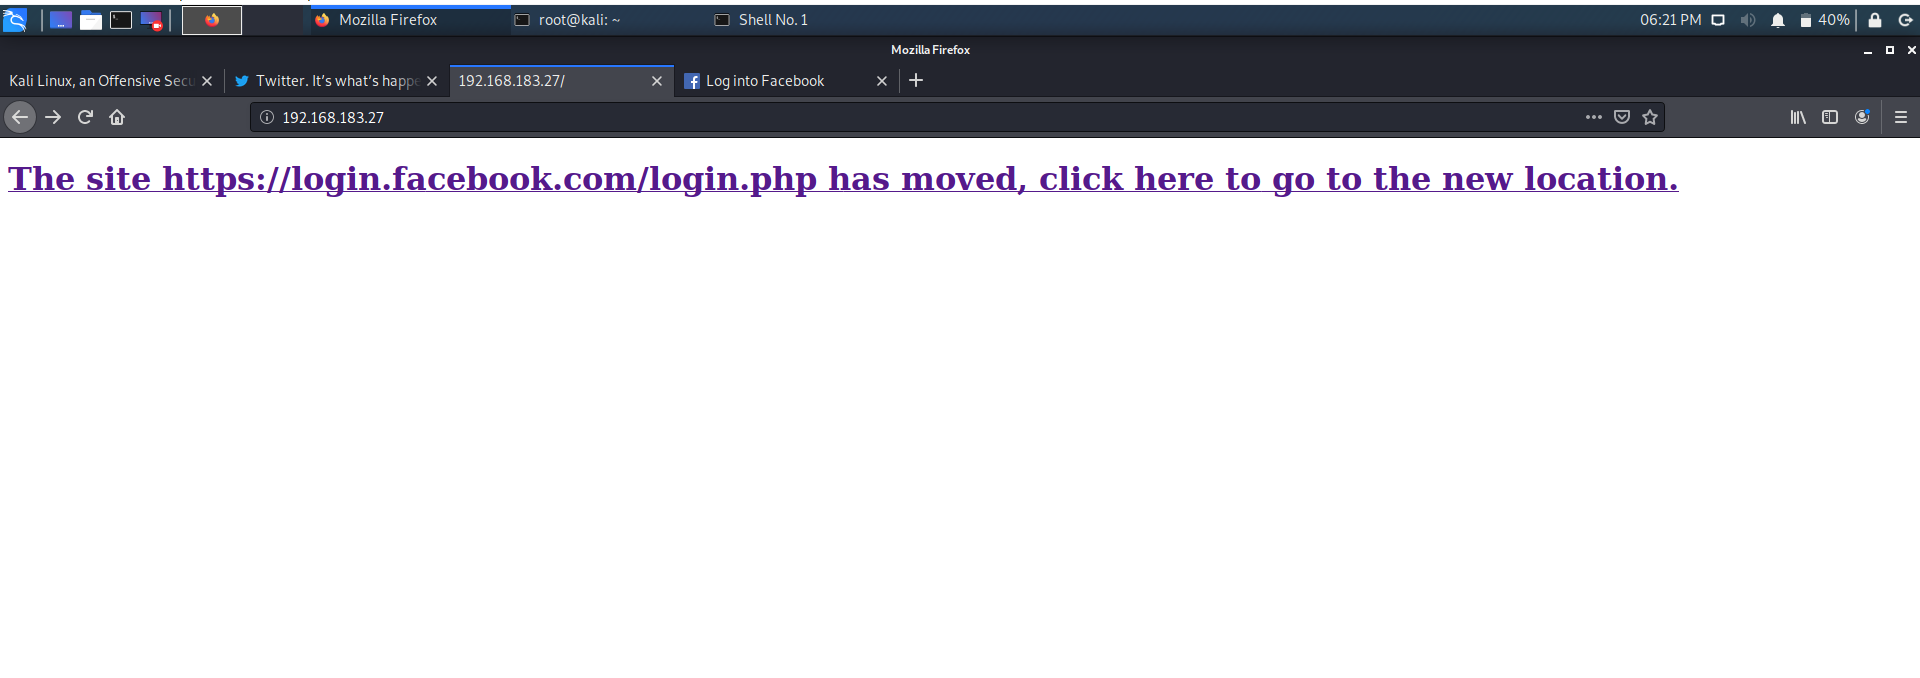 Mozilla Firefox
root@kali: ~
Shell No. 1
06:21 PM
40%
Mozilla Firefox
Kali Linux, an Offensive Secu
Twitter. It's what's happe
192.168.183.27/
Log into Facebook
192.168.183.27
The site https://login.facebook.com/login.php has moved, click here to go to the new location.